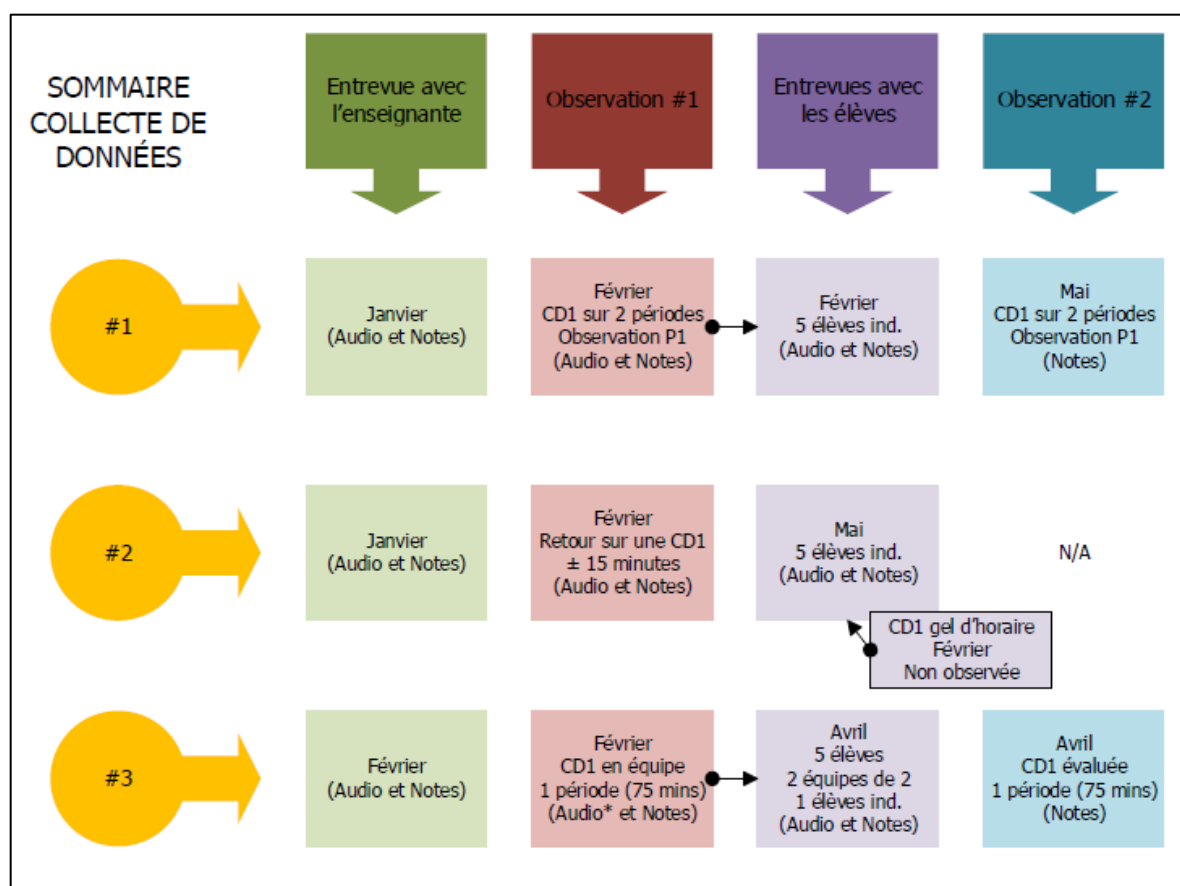 SOMMAIRE
COLLECTE DE
DONNÉES
Entrevue avec
l'enseignante
Observation #1
Entrevues avec
les élèves
Observation #2
#1
Janvier
(Audio et Notes)
Février
CD1 sur 2 périodes
Observation P1
(Audio et Notes)
Février
5 élèves ind.
(Audio et Notes)
Mai
CD1 sur 2 périodes
Observation P1
(Notes)
#2
Janvier
(Audio et Notes)
Février
Retour sur une CD1
± 15 minutes
(Audio et Notes)
Mai
5 élèves ind.
(Audio et Notes)
N/A
CD1 gel d'horaire
Février
Non observée
#3
Février
(Audio et Notes)
Février
CD1 en équipe
1 période (75 mins)
(Audio* et Notes)
Avril
5 élèves
2 équipes de 2
1 élèves ind.
(Audio et Notes)
Avril
CD1 évaluée
1 période (75 mins)
(Notes)